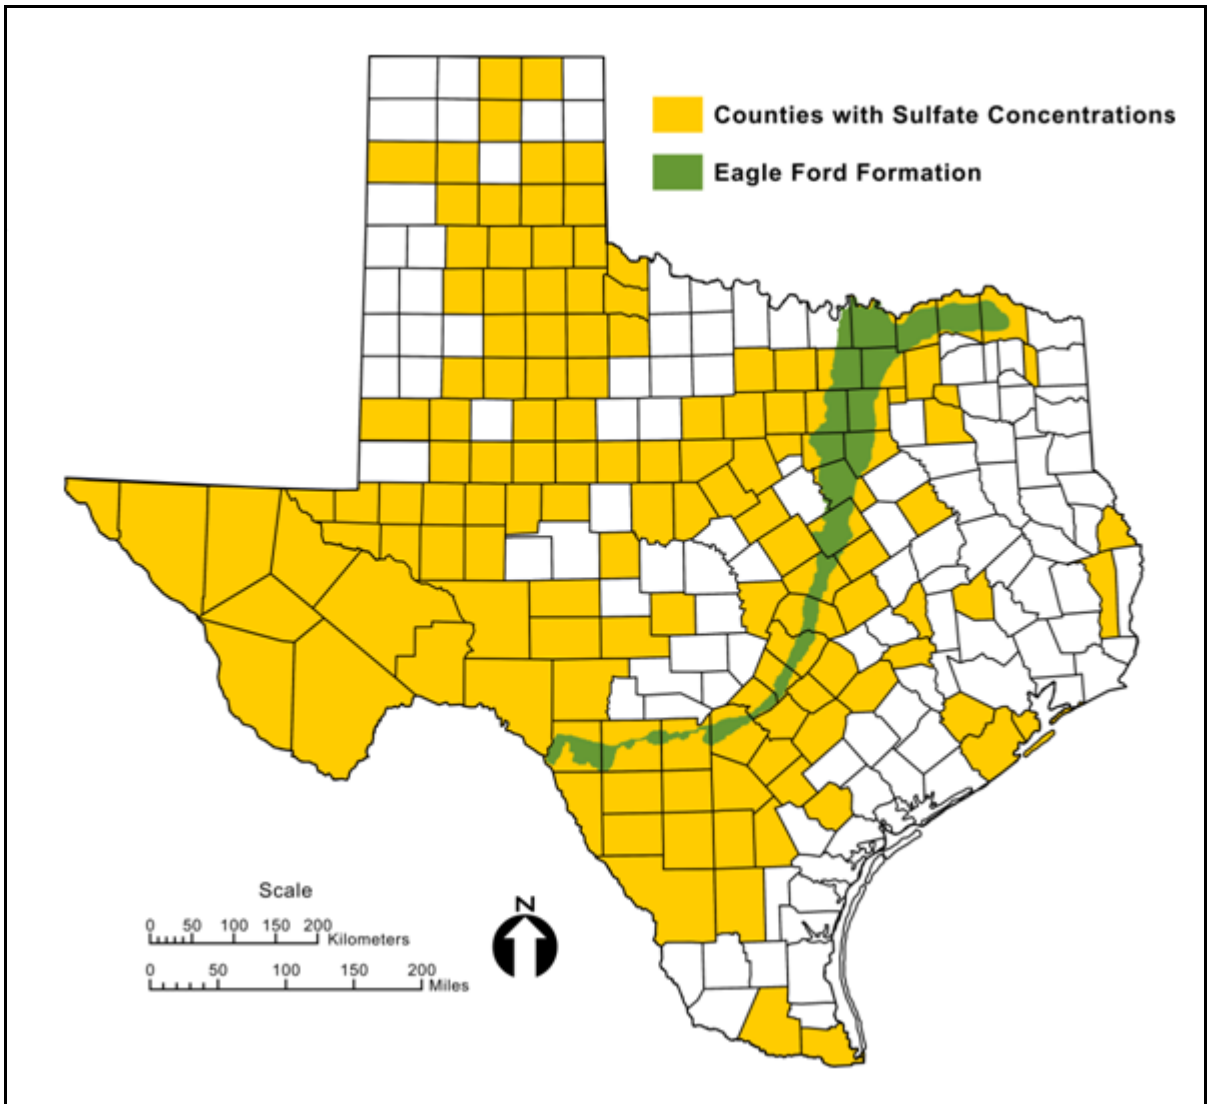 Counties with Sulfate Concentrations
Eagle Ford Formation
Scale
0 50 100 150 200
Kilometers
0 50 100 150 200
Miles
N